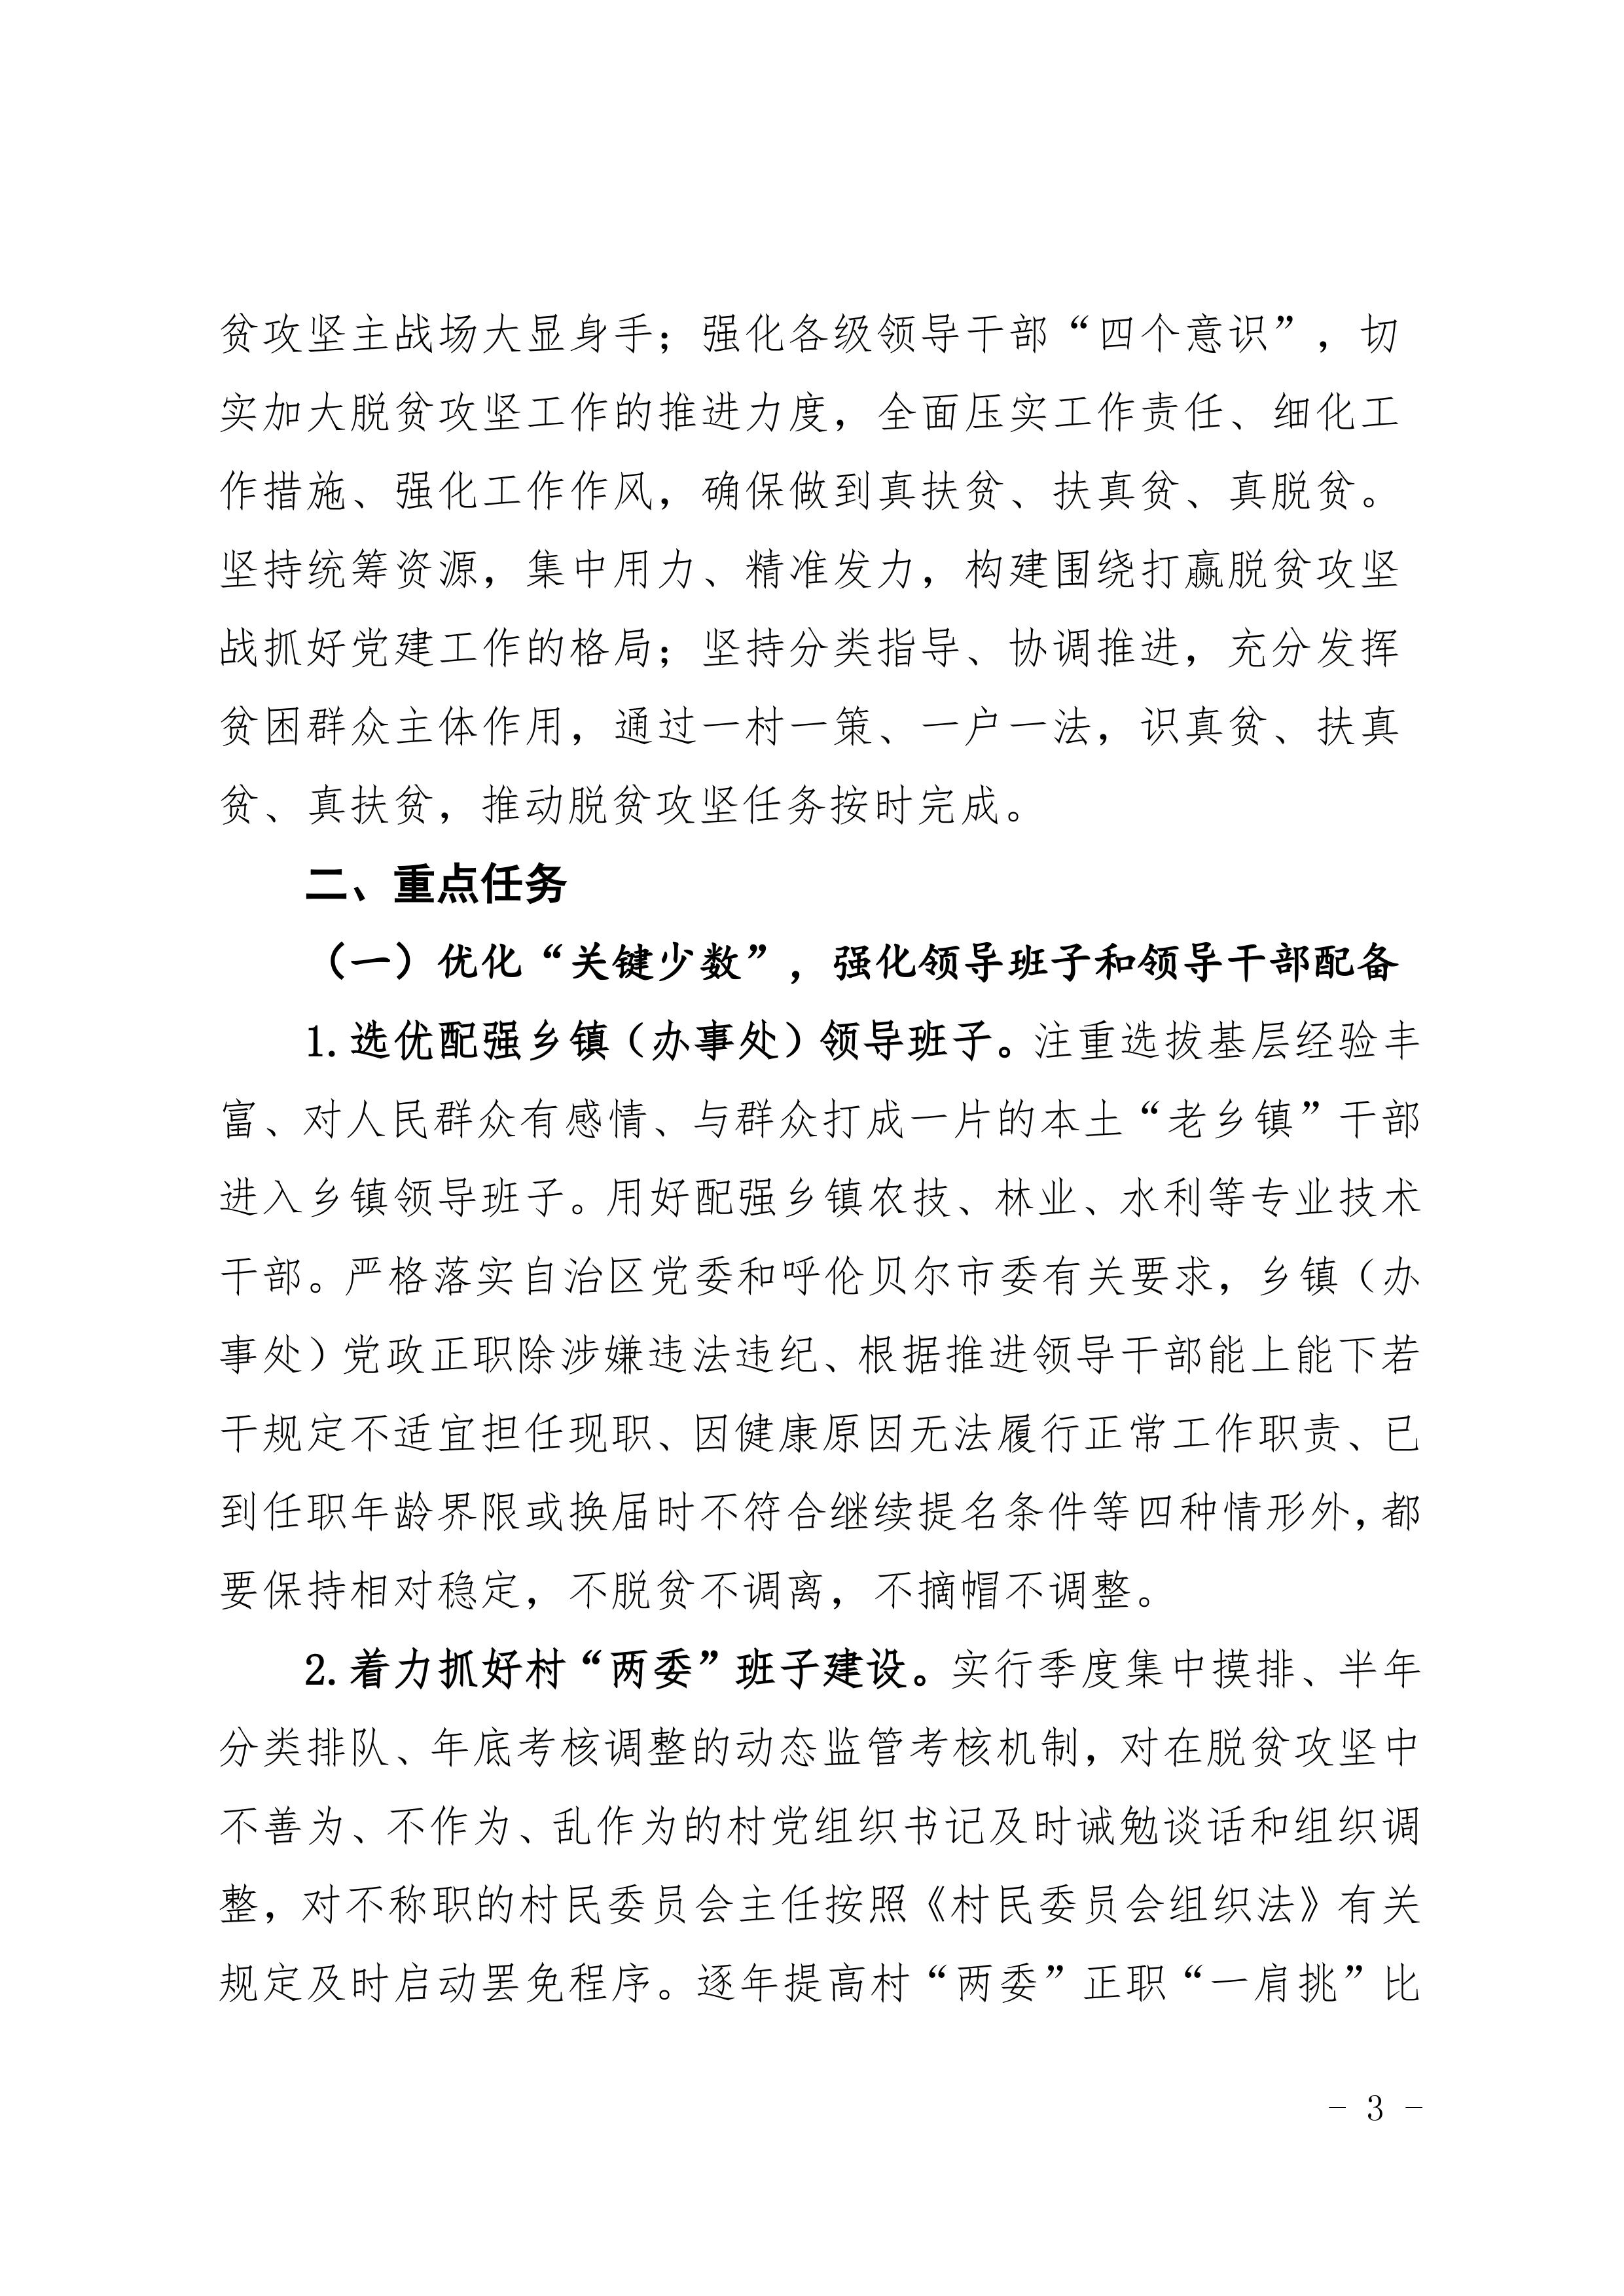 贫攻坚主战场大显身手；强化各级领导干部“四个意识”，切
实加大脱贫攻坚工作的推进力度，全面压实工作责任、细化工
作措施、强化工作作风，确保做到真扶贫、扶真贫、真脱贫。
坚持统筹资源，集中用力、精准发力，构建围绕打赢脱贫攻坚
战抓好党建工作的格局；坚持分类指导、协调推进，充分发挥
贫困群众主体作用，通过一村一策、一户一法，识真贫、扶真
贫、真扶贫，推动脱贫攻坚任务按时完成。
二、重点任务
（一）优化“关键少数”，强化领导班子和领导干部配备
1.选优配强乡镇（办事处）领导班子。注重选拔基层经验丰
富、对人民群众有感情、与群众打成一片的本土“老乡镇”干部
进入乡镇领导班子。用好配强乡镇农技、林业、水利等专业技术
干部。严格落实自治区党委和呼伦贝尔市委有关要求，乡镇（办
事处）党政正职除涉嫌违法违纪、根据推进领导干部能上能下若
干规定不适宜担任现职、因健康原因无法履行正常工作职责、已
到任职年龄界限或换届时不符合继续提名条件等四种情形外，都
要保持相对稳定，不脱贫不调离，不摘帽不调整。
2.着力抓好村“两委”班子建设。实行季度集中摸排、半年
分类排队、年底考核调整的动态监管考核机制，对在脱贫攻坚中
不善为、不作为、乱作为的村党组织书记及时诫勉谈话和组织调
整，对不称职的村民委员会主任按照《村民委员会组织法》有关
规定及时启动罢免程序。逐年提高村“两委”正职“一肩挑”比
- 3 -